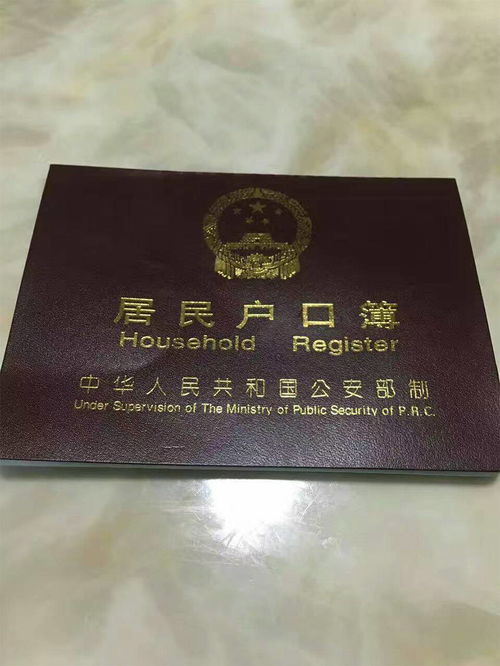 居民户口簿
Household Register
中华人民共和国公安部制
Under Supervision of The Ministry of Public Security of P.R.C.